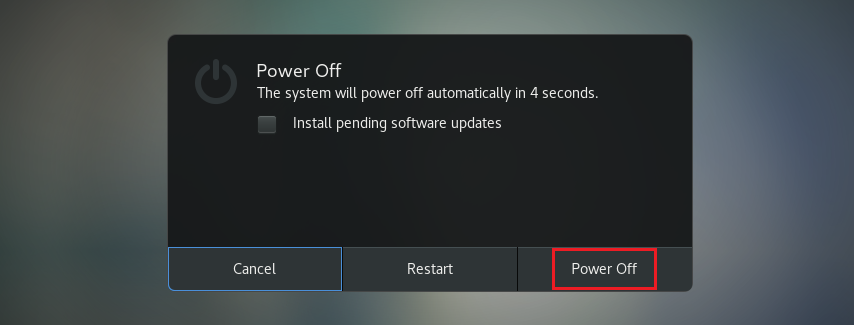 Power Off
The system will power off automatically in 4 seconds.
Install pending software updates
Cancel
Restart
Power Off